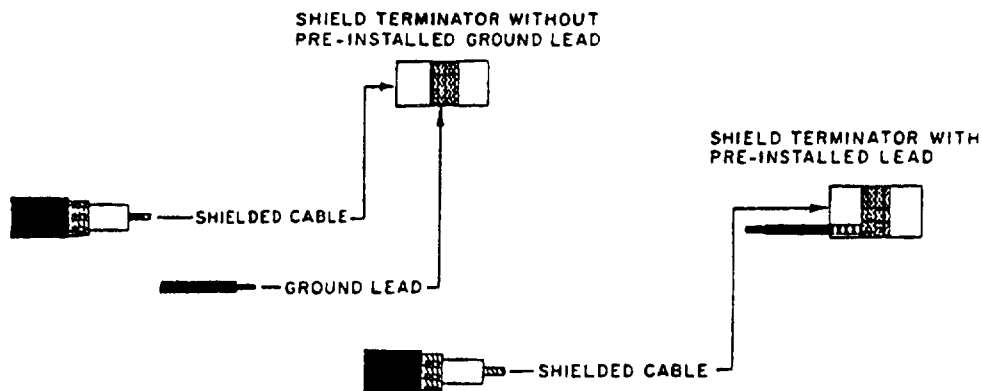 SHIELD TERMINATOR WITHOUT
PRE-INSTALLED GROUND LEAD
SHIELD TERMINATOR WITH
PRE-INSTALLED LEAD
SHIELDED CABLE
GROUND LEAD
SHIELDED CABLE